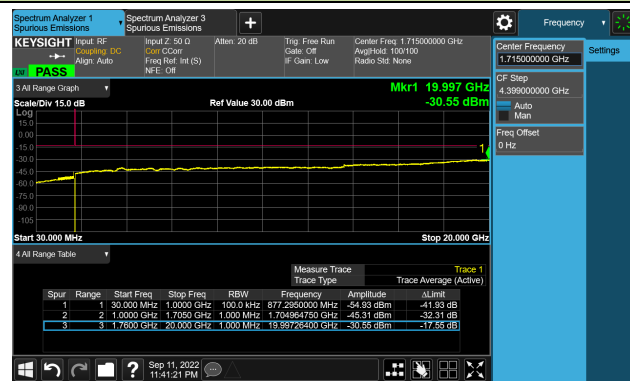 Spectrum Analyzer 1
Spurious Emissions
Spectrum Analyzer 3
Spurious Emissions
Frequency
KEYSIGHT
Input: RF
Coupling: DC
Align: Auto
Input Z: 50 Ω
Corr CCorr
Freq Ref: Int (S)
NFE: Off
Atten: 20 dB
Trig: Free Run
Gate: Off
IF Gain: Low
Center Freq: 1.715000000 GHz
Avg|Hold: 100/100
Radio Std: None
PASS
Center Frequency
1.715000000 GHz
Settings
CF Step
4.399000000 GHz
Auto
Man
Freq Offset
0 Hz
3 All Range Graph
Mkr1 19.997 GHz
-30.55 dBm
Scale/Div 15.0 dB
Ref Value 30.00 dBm
Log
15.0
0.00
-15.0
-30.0
-45.0
-60.0
-75.0
-90.0
-105
1
Start 30.000 MHz
Stop 20.000 GHz
4 All Range Table
Measure Trace Trace 1
Trace Type Trace Average (Active)
Spur Range Start Freq Stop Freq RBW Frequency Amplitude ΔLimit
1 1 30.000 MHz 1.0000 GHz 100.0 kHz 877.2950000 MHz -54.93 dBm -41.93 dB
2 2 1.0000 GHz 1.7050 GHz 1.000 MHz 1.704964750 GHz -45.31 dBm -32.31 dB
3 3 1.7600 GHz 20.000 GHz 1.000 MHz 19.99726400 GHz -30.55 dBm -17.55 dB
?
Sep 11, 2022
11:41:21 PM